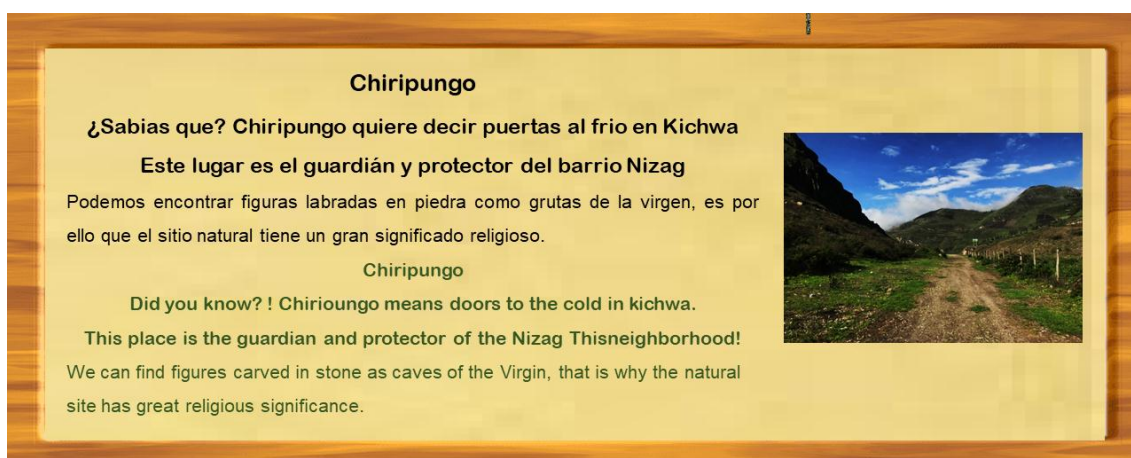 Chiripungo
¿Sabias que? Chiripungo quiere decir puertas al frio en Kichwa
Este lugar es el guardián y protector del barrio Nizag
Podemos encontrar figuras labradas en piedra como grutas de la virgen, es por
ello que el sitio natural tiene un gran significado religioso.
Chiripungo
Did you know? ! Chirioungo means doors to the cold in kichwa.
This place is the guardian and protector of the Nizag Thisneighborhood!
We can find figures carved in stone as caves of the Virgin, that is why the natural
site has great religious significance.